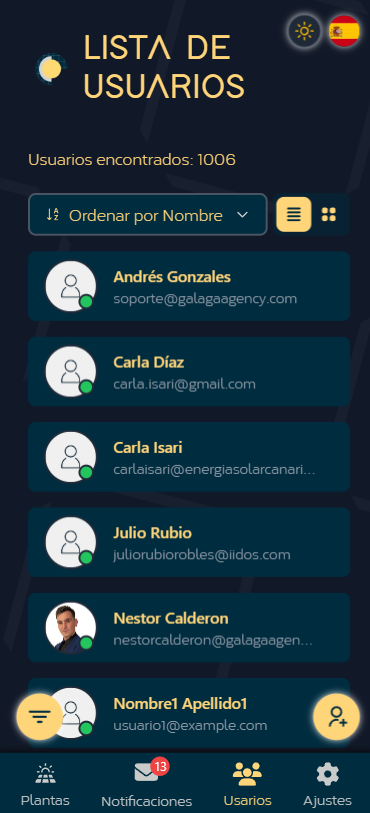 LISTA DE
USUARIOS
Usuarios encontrados: 1006
Ordenar por Nombre
Andrés Gonzales
soporte@galagaagency.com
Carla Díaz
carla.isari@gmail.com
Carla Isari
carlaisari@energiasolarcanari...
Julio Rubio
juliorubiorobles@iidos.com
Nestor Calderon
nestorcalderon@galagaagen...
Nombre1 Apellido1
usuario1@example.com
13
Plantas Notificaciones Usarios Ajustes